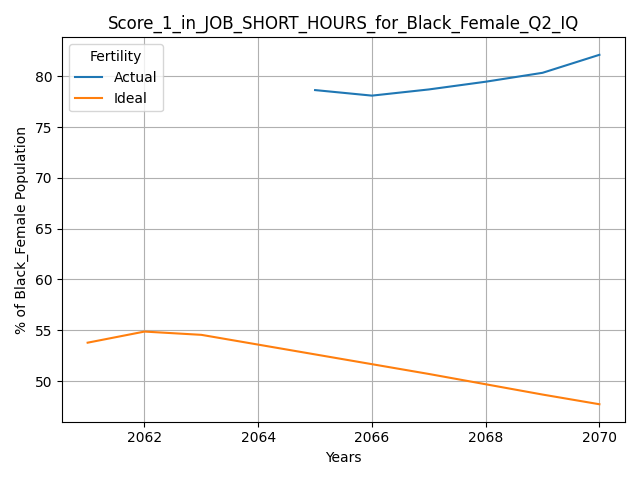 Score_1_in_JOB_SHORT_HOURS_for_Black_Female_Q2_IQ
Fertility
Actual
Ideal
% of Black_Female Population
80
75
70
65
60
55
50
2062
2064
2066
2068
2070
Years